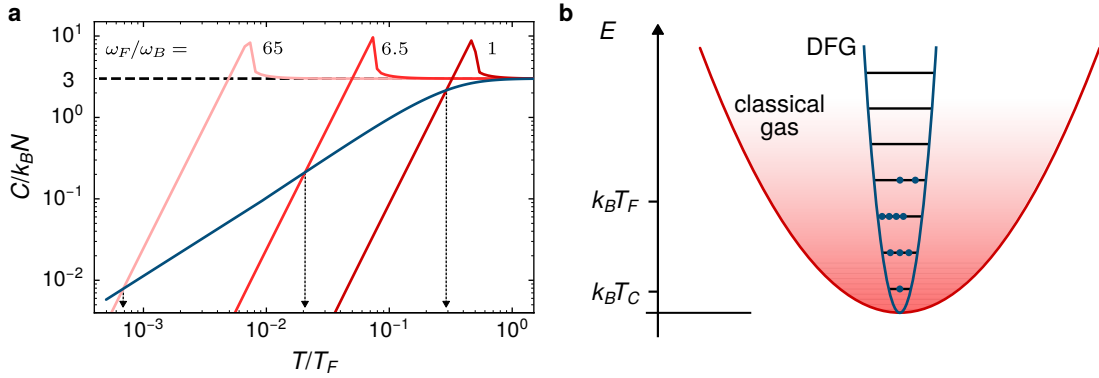 a
ω_F/ω_B = 65 6.5 1
10^1
3
10^0
10^-1
10^-2
C/k_BN
10^-3 10^-2 10^-1 10^0
T/T_F
b
E
DFG
classical
gas
k_BT_F
k_BT_C